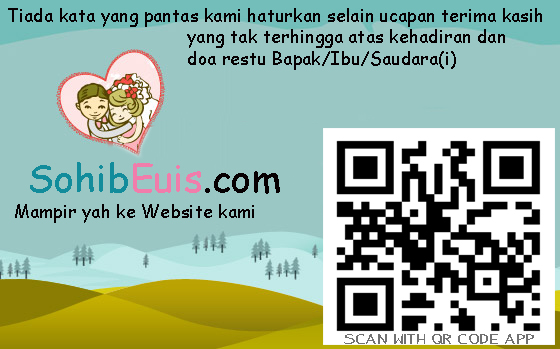 Tiada kata yang pantas kami haturkan selain ucapan terima kasih
yang tak terhingga atas kehadiran dan
doa restu Bapak/Ibu/Saudara(i)
SohibEuis.com
Mampir yah ke Website kami
SCAN WITH QR CODE APP